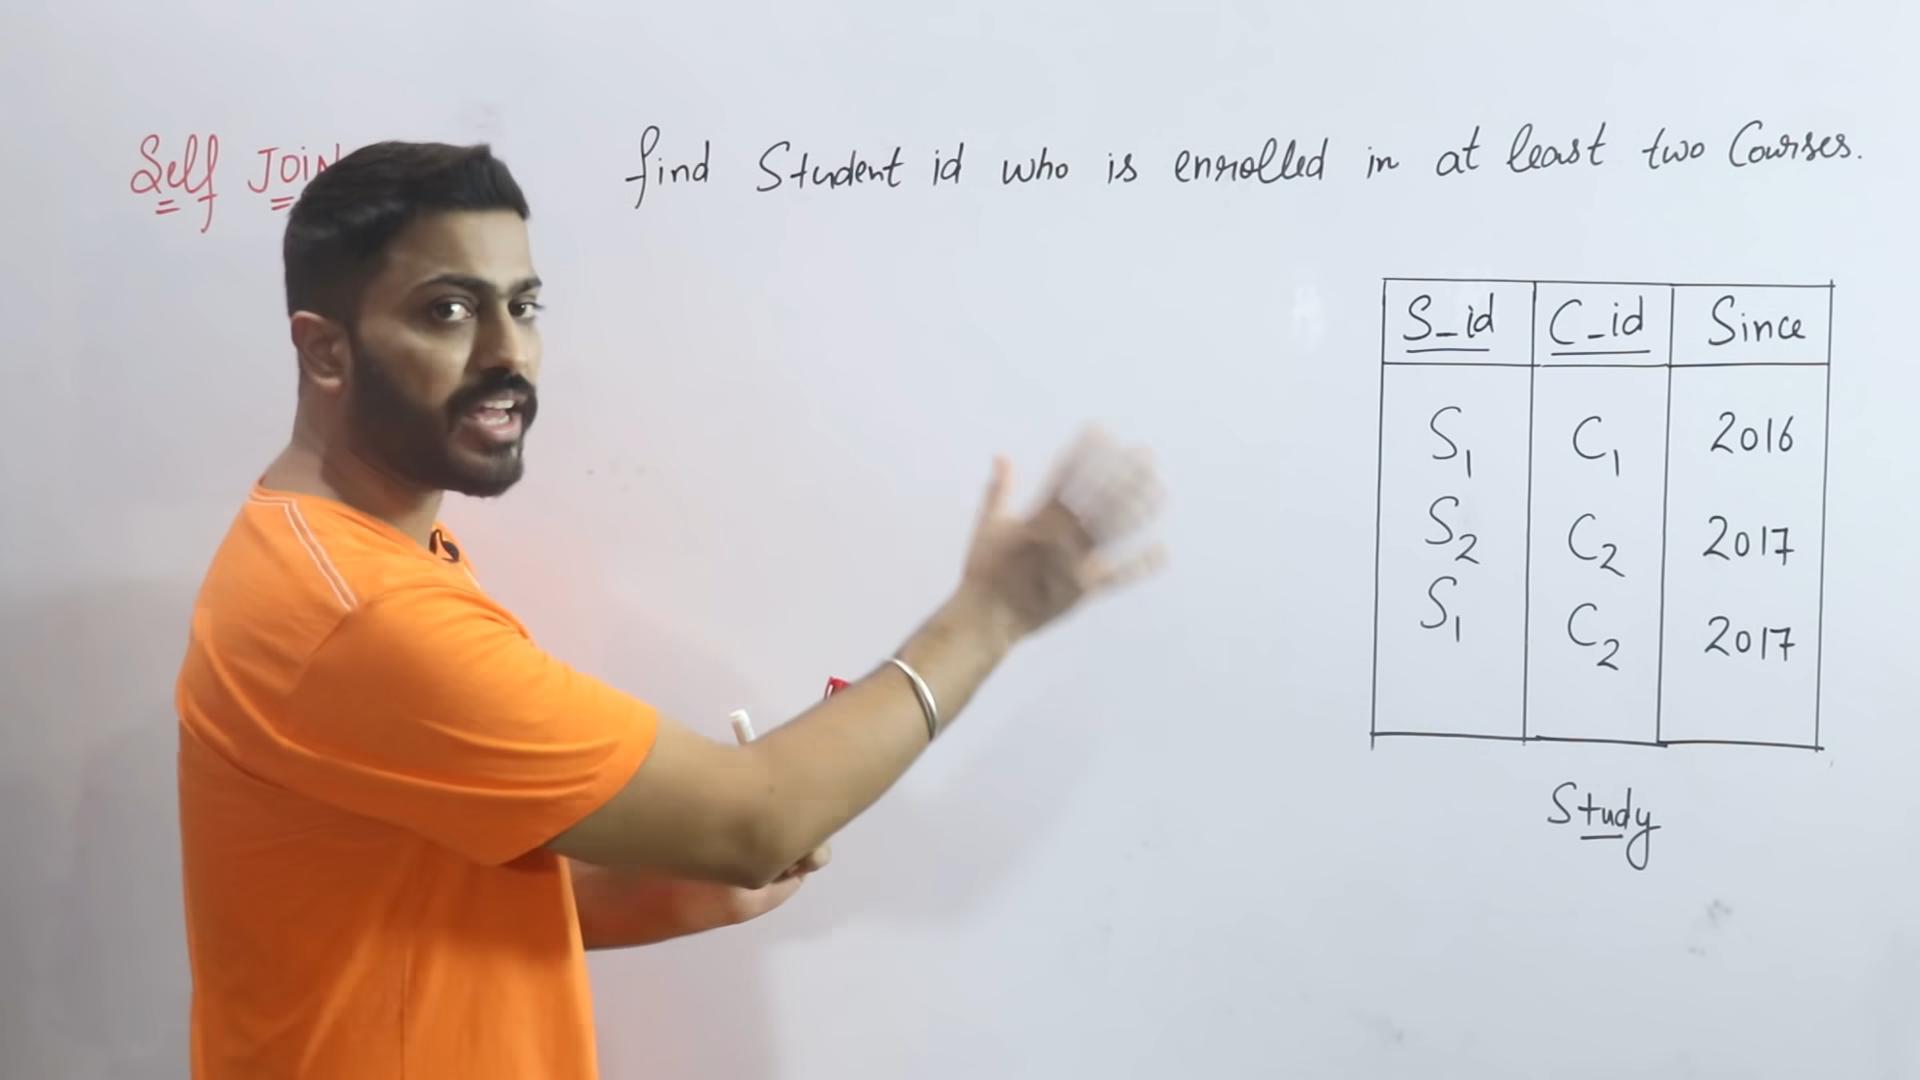 Self JOIN
find Student id who is enrolled in at least two Courses.
S_id C_id Since
S1 C1 2016
S2 C2 2017
S1 C2 2017
Study